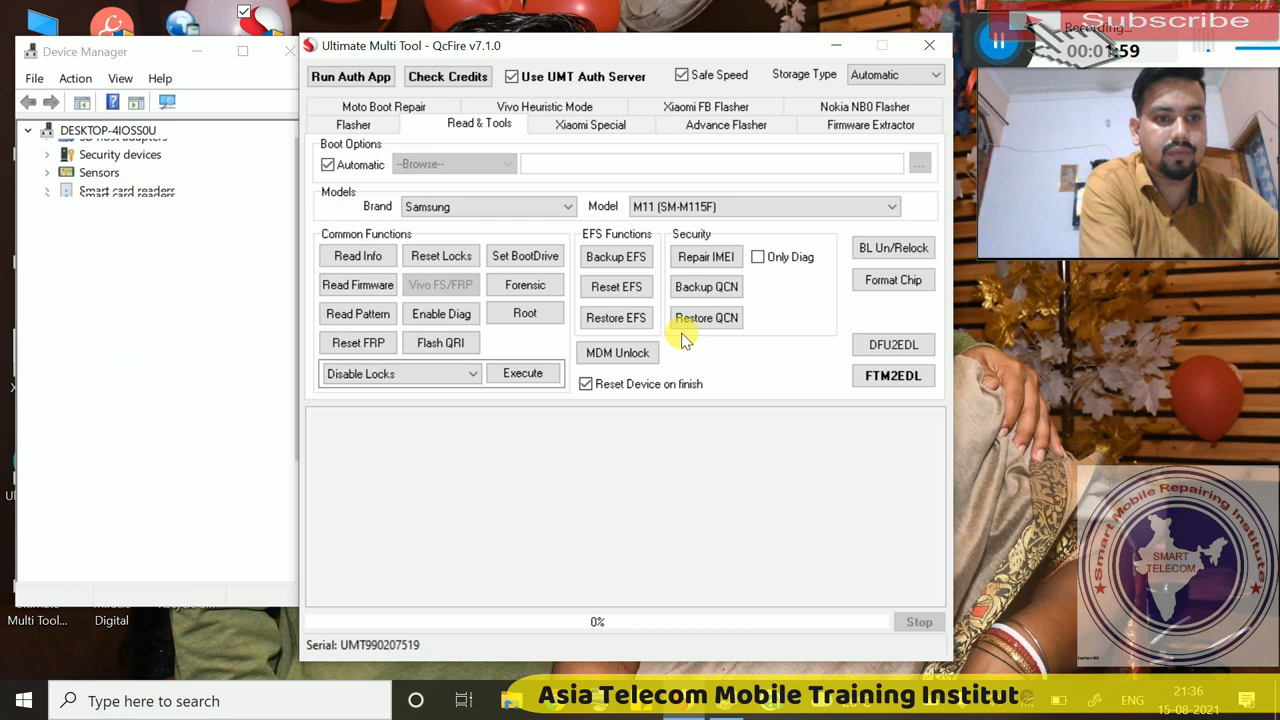 Subscribe
Recording...
00:01:59
Device Manager
File Action View Help
DESKTOP-4IOSS0U
SD host adapters
Security devices
Sensors
Smart card readers
Ultimate Multi Tool - QcFire v7.1.0
Run Auth App Check Credits Use UMT Auth Server Safe Speed Storage Type Automatic
Moto Boot Repair Vivo Heuristic Mode Xiaomi FB Flasher Nokia NB0 Flasher
Flasher Read & Tools Xiaomi Special Advance Flasher Firmware Extractor
Boot Options
Automatic --Browse-- ...
Models
Brand Samsung Model M11 (SM-M115F)
Common Functions EFS Functions Security
Read Info Reset Locks Set BootDrive Backup EFS Repair IMEI Only Diag BL Un/Relock
Read Firmware Vivo FS/FRP Forensic Reset EFS Backup QCN Format Chip
Read Pattern Enable Diag Root Restore EFS Restore QCN
Reset FRP Flash QRI MDM Unlock DFU2EDL
Disable Locks Execute Reset Device on finish FTM2EDL
0% Stop
Serial: UMT990207519
Ultimate
Multi Tool...
Digital
Smart Mobile Repairing Institute
SMART
TELECOM
Type here to search
Asia Telecom Mobile Training Institut
ENG
21:36
15-08-2021